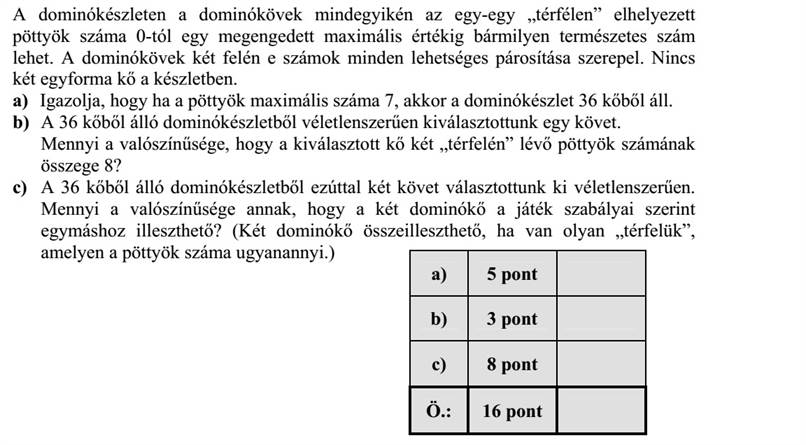 A dominókészleten a dominókövek mindegyikén az egy-egy „térfélen” elhelyezett
pöttyök száma 0-tól egy megengedett maximális értékig bármilyen természetes szám
lehet. A dominókövek két felén e számok minden lehetséges párosítása szerepel. Nincs
két egyforma kő a készletben.
a) Igazolja, hogy ha a pöttyök maximális száma 7, akkor a dominókészlet 36 kőből áll.
b) A 36 kőből álló dominókészletből véletlenszerűen kiválasztottunk egy követ.
Mennyi a valószínűsége, hogy a kiválasztott kő két „térfelén” lévő pöttyök számának
összege 8?
c) A 36 kőből álló dominókészletből ezúttal két követ választottunk ki véletlenszerűen.
Mennyi a valószínűsége annak, hogy a két dominókő a játék szabályai szerint
egymáshoz illeszthető? (Két dominókő összeilleszthető, ha van olyan „térfelük”,
amelyen a pöttyök száma ugyanannyi.)
a) 5 pont
b) 3 pont
c) 8 pont
Ö.: 16 pont